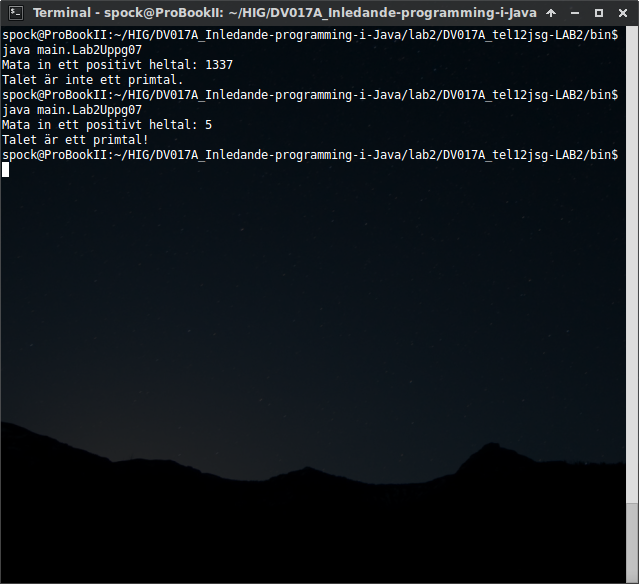 Terminal - spock@ProBookII: ~/HIG/DV017A_Inledande-programming-i-Java
spock@ProBookII:~/HIG/DV017A_Inledande-programming-i-Java/lab2/DV017A_tel12jsg-LAB2/bin$
java main.Lab2Uppg07
Mata in ett positivt heltal: 1337
Talet är inte ett primtal.
spock@ProBookII:~/HIG/DV017A_Inledande-programming-i-Java/lab2/DV017A_tel12jsg-LAB2/bin$
java main.Lab2Uppg07
Mata in ett positivt heltal: 5
Talet är ett primtal!
spock@ProBookII:~/HIG/DV017A_Inledande-programming-i-Java/lab2/DV017A_tel12jsg-LAB2/bin$